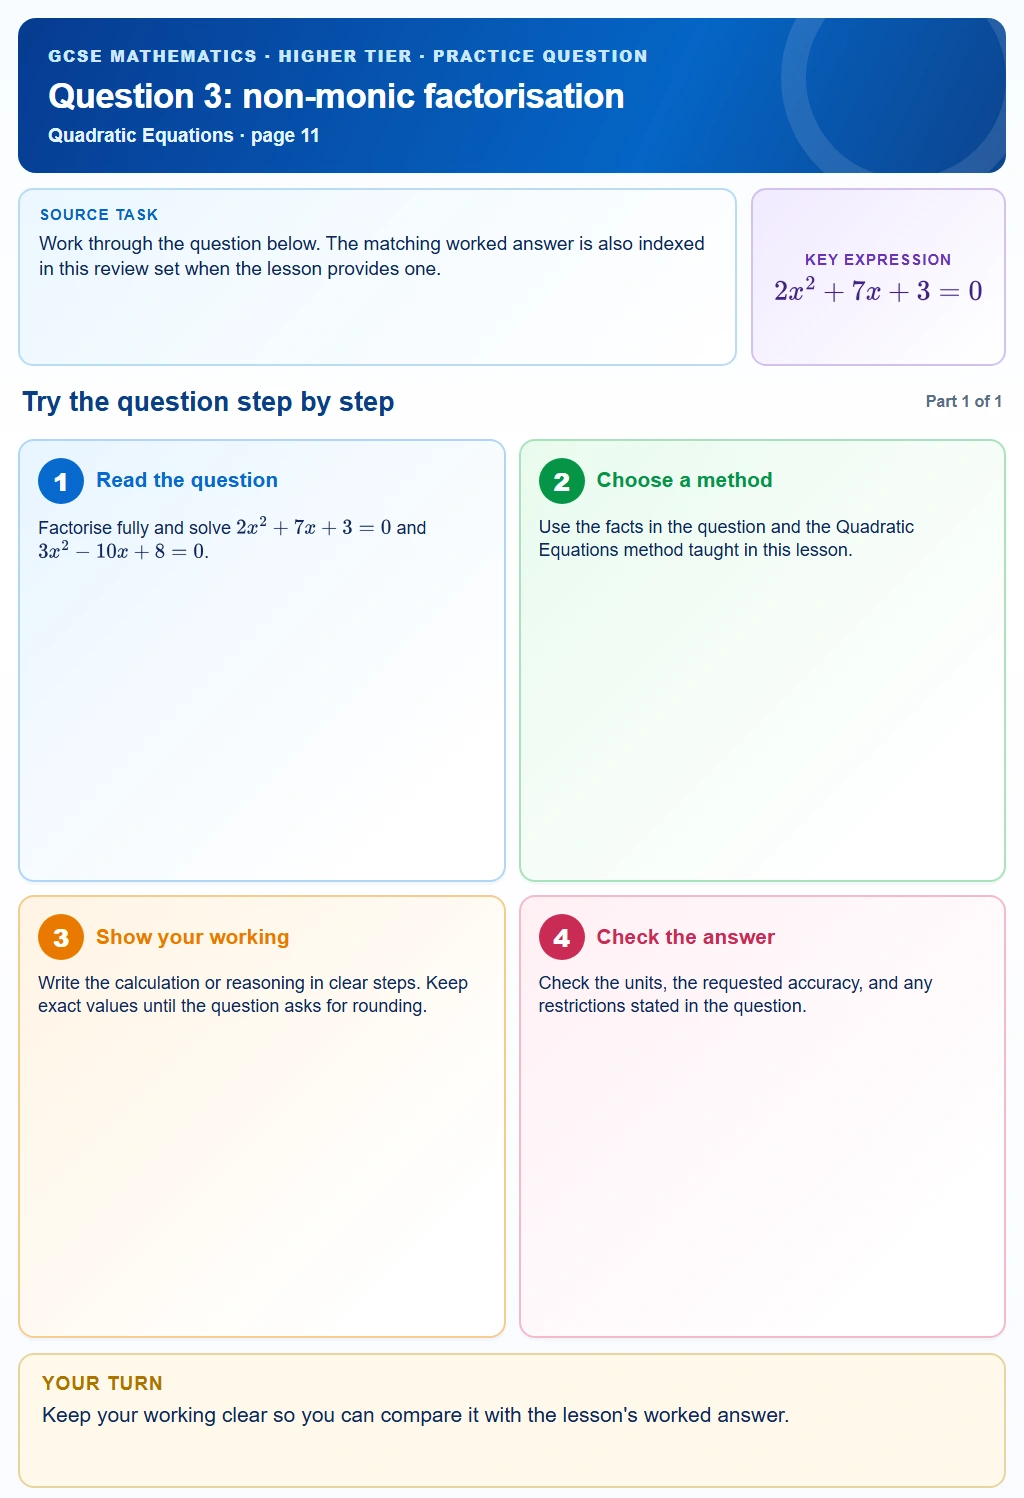 GCSE MATHEMATICS · HIGHER TIER · PRACTICE QUESTION
Question 3: non-monic factorisation
Quadratic Equations · page 11
SOURCE TASK
Work through the question below. The matching worked answer is also indexed
in this review set when the lesson provides one.
KEY EXPRESSION
2x² + 7x + 3 = 0
Try the question step by step
Part 1 of 1
1 Read the question
Factorise fully and solve 2x² + 7x + 3 = 0 and
3x² − 10x + 8 = 0.
2 Choose a method
Use the facts in the question and the Quadratic
Equations method taught in this lesson.
3 Show your working
Write the calculation or reasoning in clear steps. Keep
exact values until the question asks for rounding.
4 Check the answer
Check the units, the requested accuracy, and any
restrictions stated in the question.
YOUR TURN
Keep your working clear so you can compare it with the lesson's worked answer.